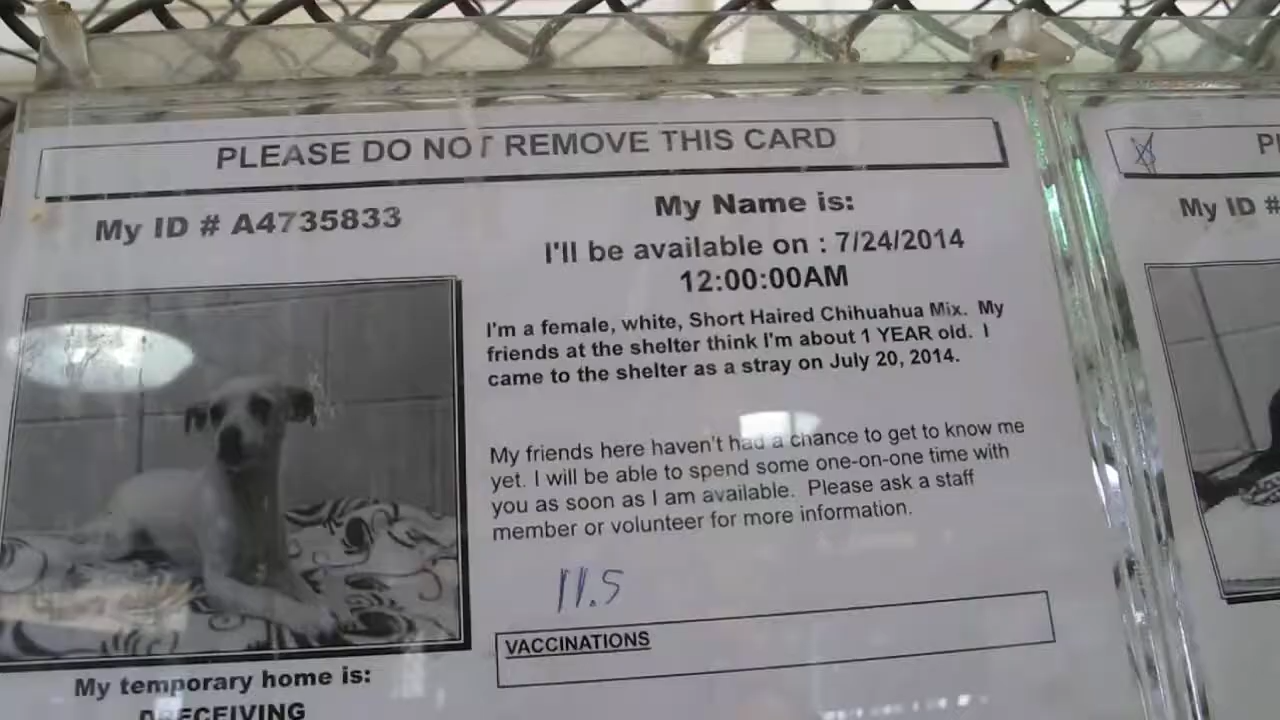 PLEASE DO NOT REMOVE THIS CARD
My ID # A4735833
My Name is:
I'll be available on : 7/24/2014
12:00:00AM
I'm a female, white, Short Haired Chihuahua Mix. My
friends at the shelter think I'm about 1 YEAR old. I
came to the shelter as a stray on July 20, 2014.
My friends here haven't had a chance to get to know me
yet. I will be able to spend some one-on-one time with
you as soon as I am available. Please ask a staff
member or volunteer for more information.
11.5
VACCINATIONS
My temporary home is:
My ID #